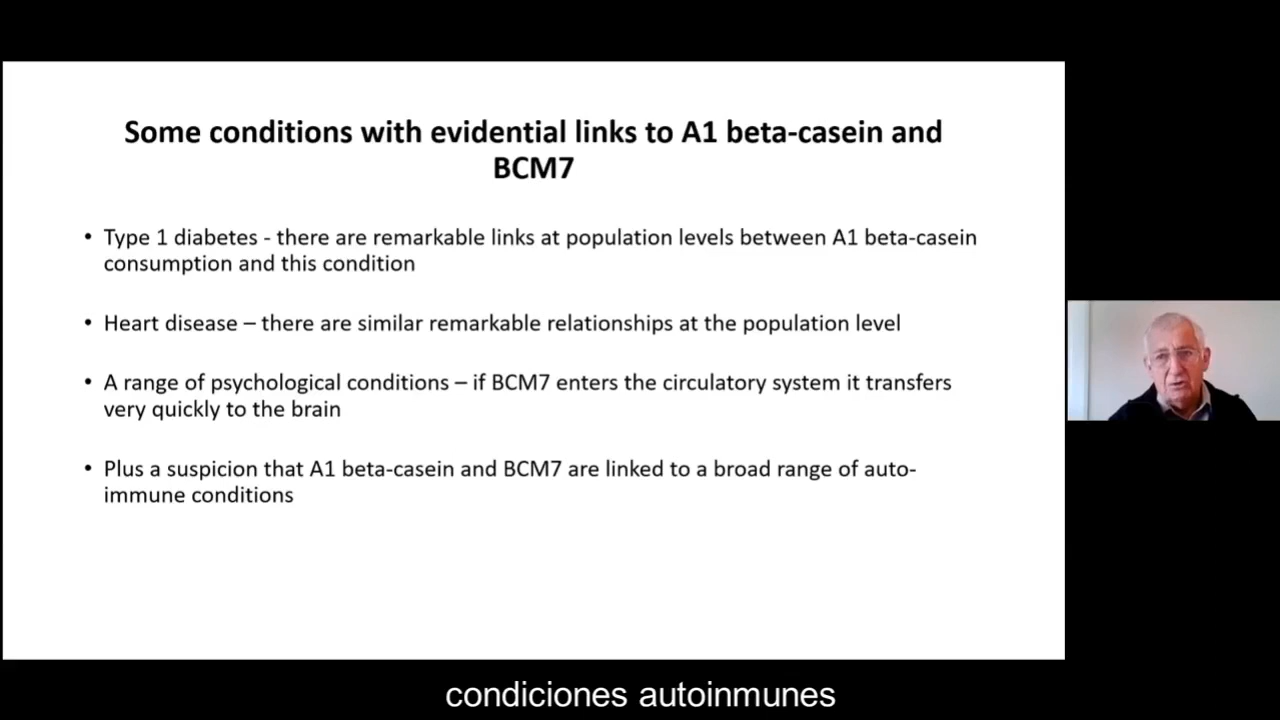 Some conditions with evidential links to A1 beta-casein and
BCM7
• Type 1 diabetes - there are remarkable links at population levels between A1 beta-casein
consumption and this condition
• Heart disease – there are similar remarkable relationships at the population level
• A range of psychological conditions – if BCM7 enters the circulatory system it transfers
very quickly to the brain
• Plus a suspicion that A1 beta-casein and BCM7 are linked to a broad range of auto-
immune conditions
condiciones autoinmunes